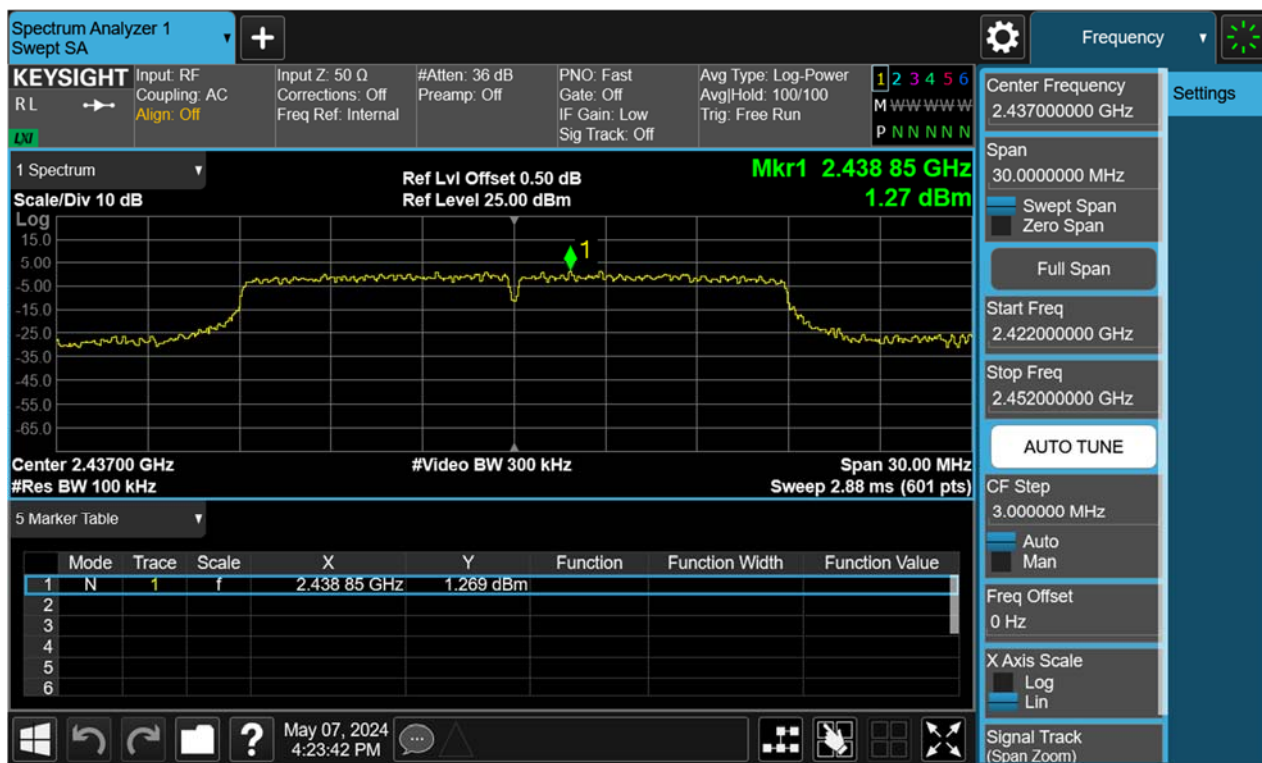 Spectrum Analyzer 1
Swept SA
+
Frequency
KEYSIGHT
R L
LXI
Input: RF
Coupling: AC
Align: Off
Input Z: 50 Ω
Corrections: Off
Freq Ref: Internal
#Atten: 36 dB
Preamp: Off
PNO: Fast
Gate: Off
IF Gain: Low
Sig Track: Off
Avg Type: Log-Power
Avg|Hold: 100/100
Trig: Free Run
1 2 3 4 5 6
M W W W W W
P N N N N N
1 Spectrum
Scale/Div 10 dB
Ref Lvl Offset 0.50 dB
Ref Level 25.00 dBm
Mkr1 2.438 85 GHz
1.27 dBm
Log
15.0
5.00
-5.00
-15.0
-25.0
-35.0
-45.0
-55.0
-65.0
1
Center 2.43700 GHz
#Video BW 300 kHz
Span 30.00 MHz
#Res BW 100 kHz
Sweep 2.88 ms (601 pts)
5 Marker Table
Mode Trace Scale X Y Function Function Width Function Value
1 N 1 f 2.438 85 GHz 1.269 dBm
2
3
4
5
6
?
May 07, 2024
4:23:42 PM
Center Frequency
2.437000000 GHz
Span
30.0000000 MHz
Swept Span
Zero Span
Full Span
Start Freq
2.422000000 GHz
Stop Freq
2.452000000 GHz
AUTO TUNE
CF Step
3.000000 MHz
Auto
Man
Freq Offset
0 Hz
X Axis Scale
Log
Lin
Signal Track
(Span Zoom)
Settings